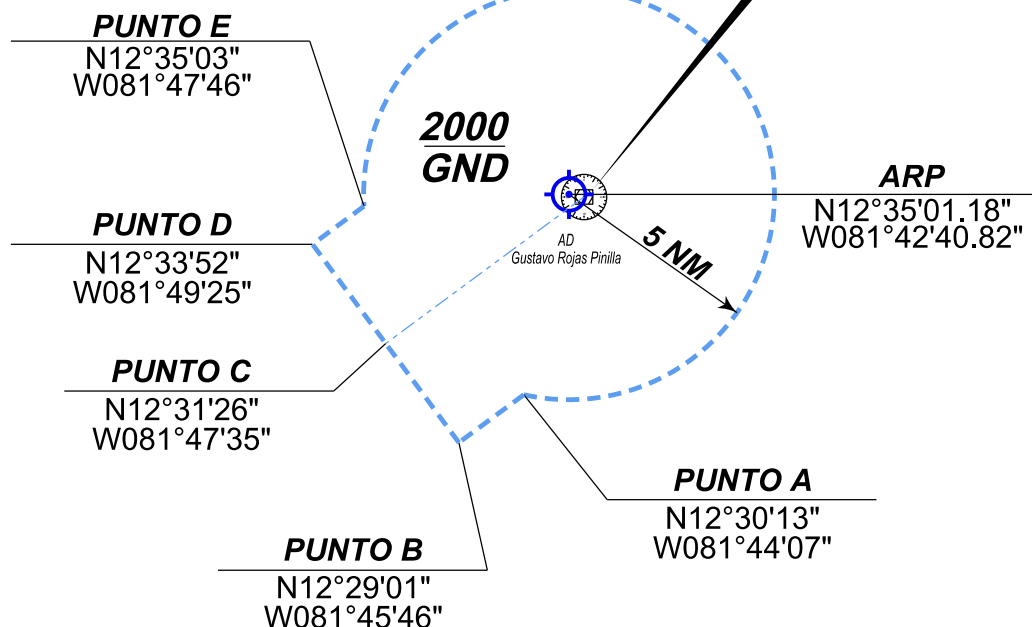 PUNTO E
N12°35'03"
W081°47'46"
2000
GND
ARP
N12°35'01.18"
W081°42'40.82"
PUNTO D
N12°33'52"
W081°49'25"
AD
Gustavo Rojas Pinilla
5 NM
PUNTO C
N12°31'26"
W081°47'35"
PUNTO A
N12°30'13"
W081°44'07"
PUNTO B
N12°29'01"
W081°45'46"